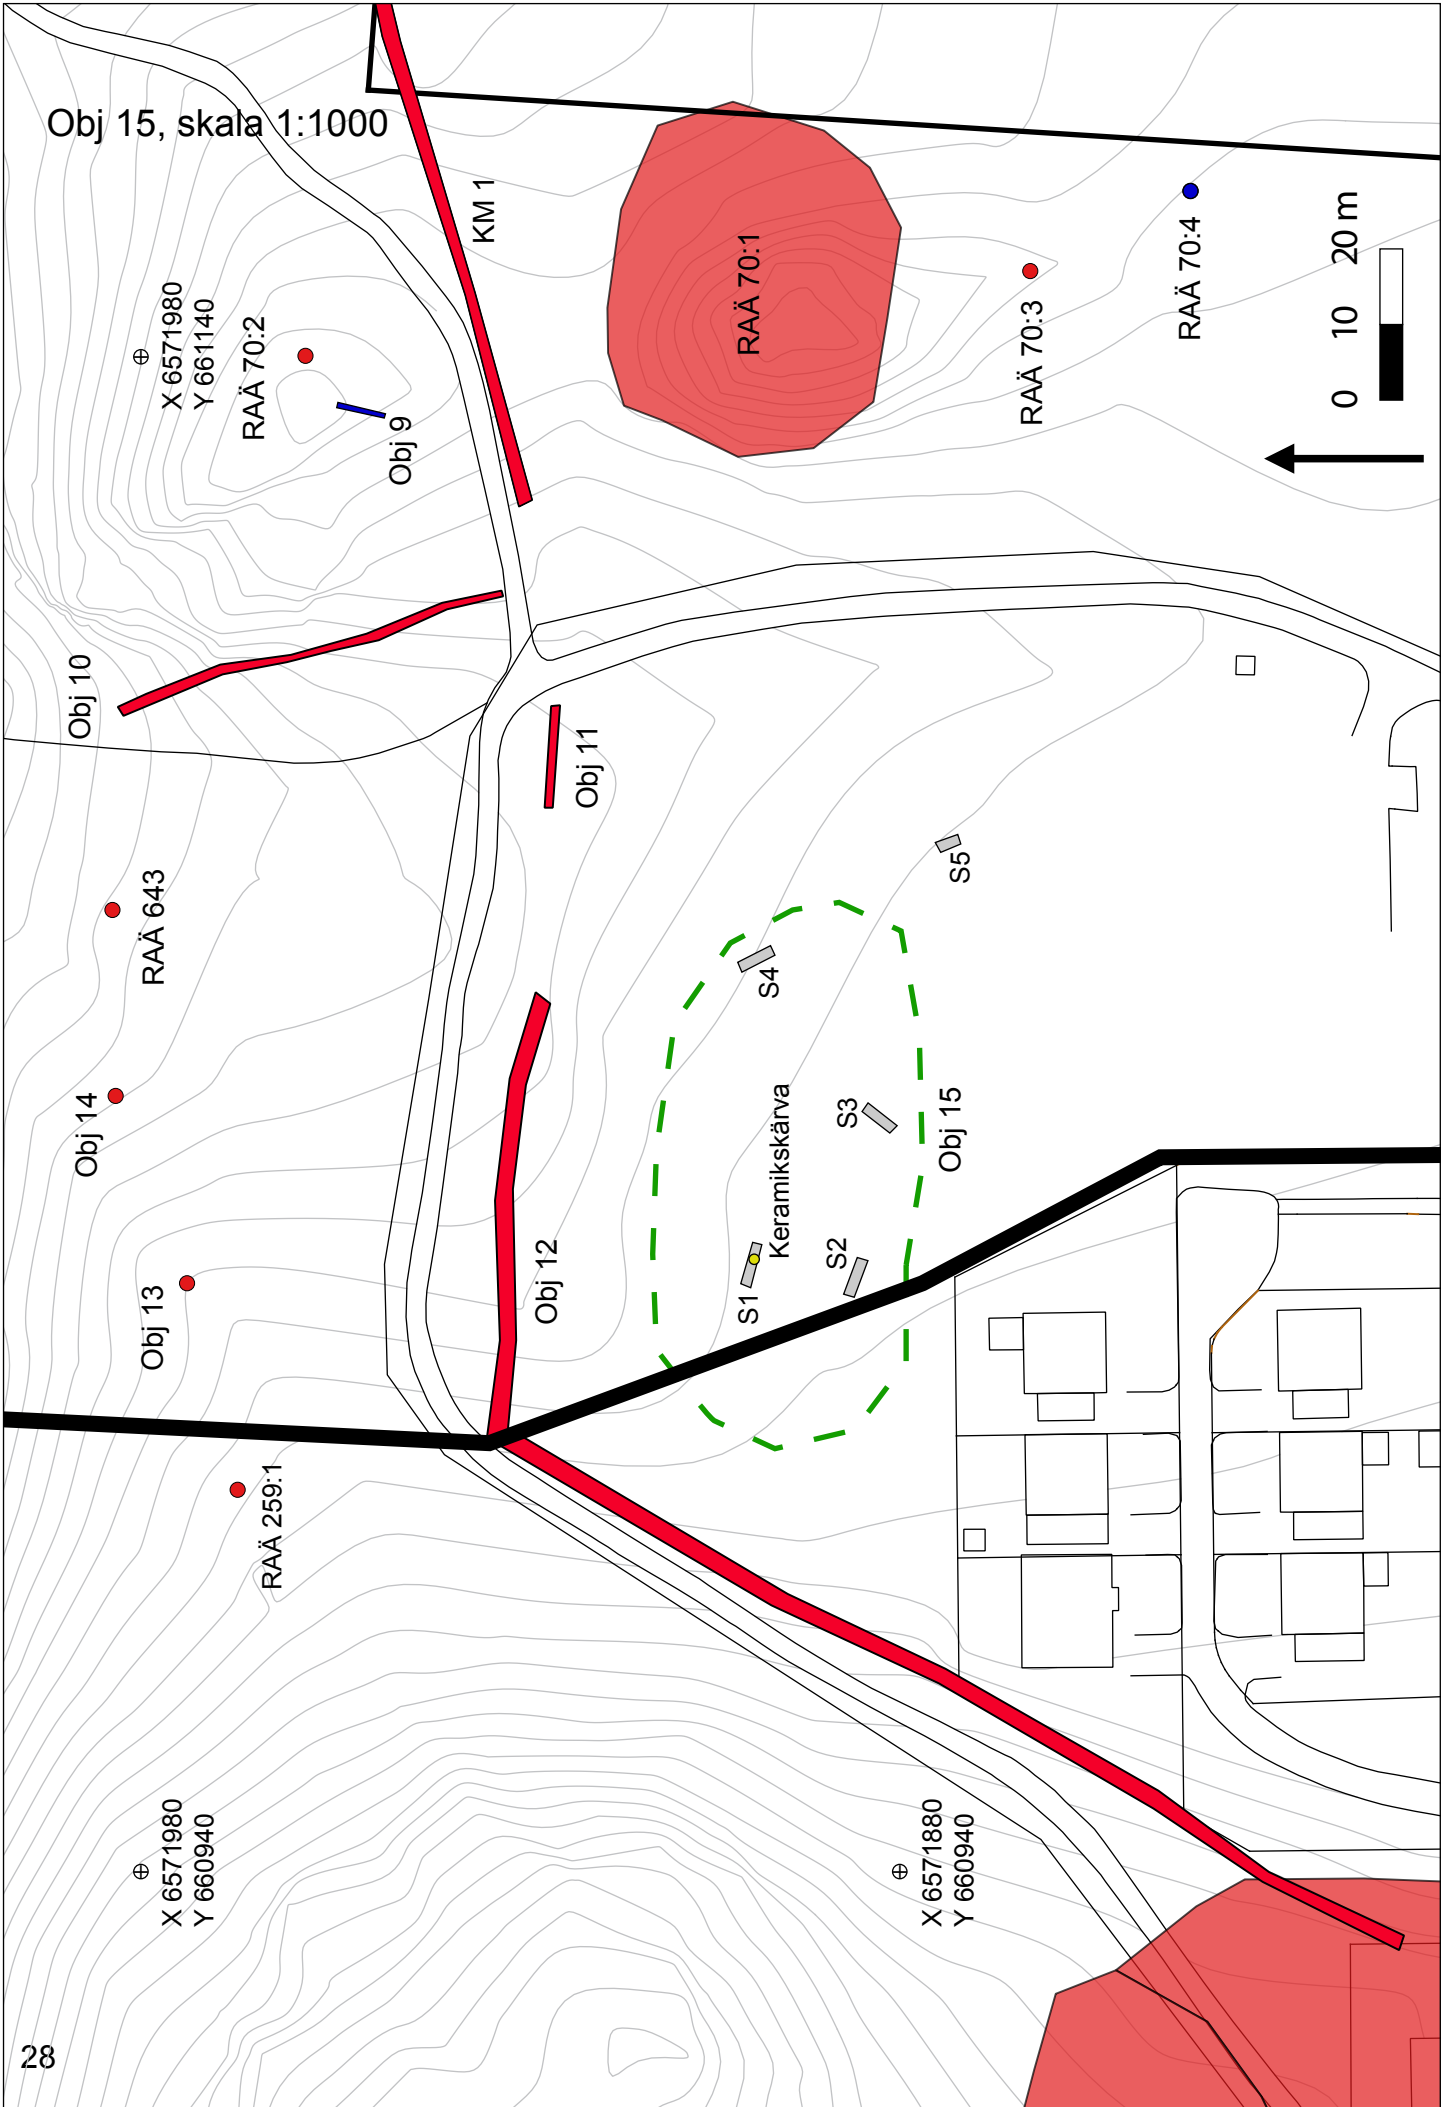 Obj 15, skala 1:1000
KM 1
X 6571980
Y 661140
RAÄ 70:2
Obj 9
RAÄ 70:1
RAÄ 70:3
RAÄ 70:4
0 10 20 m
Obj 10
Obj 11
RAÄ 643
S5
S4
Obj 14
Keramikskärva
S3
Obj 15
Obj 13
Obj 12
S1
S2
RAÄ 259:1
X 6571980
Y 660940
X 6571880
Y 660940
28